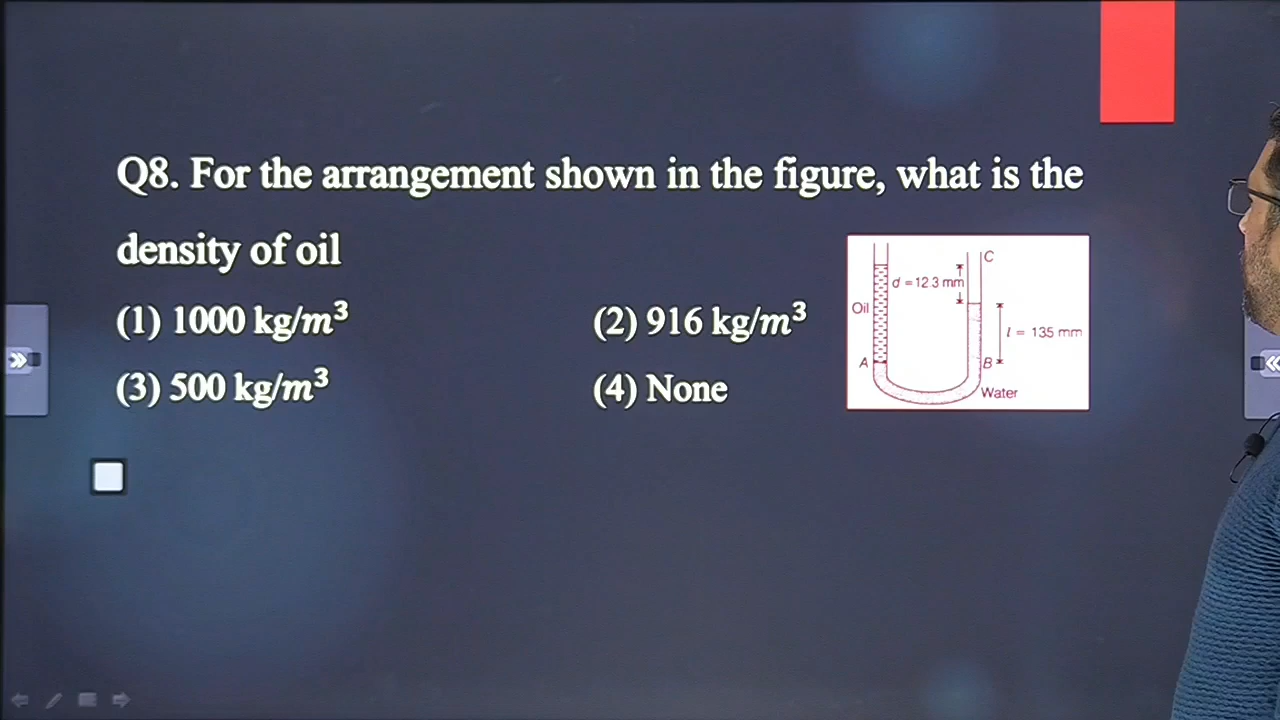 Q8. For the arrangement shown in the figure, what is the
density of oil
(1) 1000 kg/m³
(2) 916 kg/m³
(3) 500 kg/m³
(4) None
C
d = 12.3 mm
Oil
l = 135 mm
A
B
Water